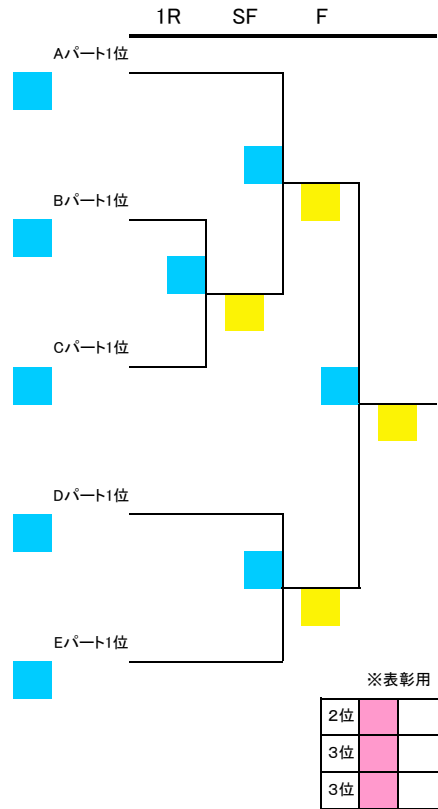 1R SF F
Aパート1位
Bパート1位
Cパート1位
Dパート1位
Eパート1位
※表彰用
2位
3位
3位